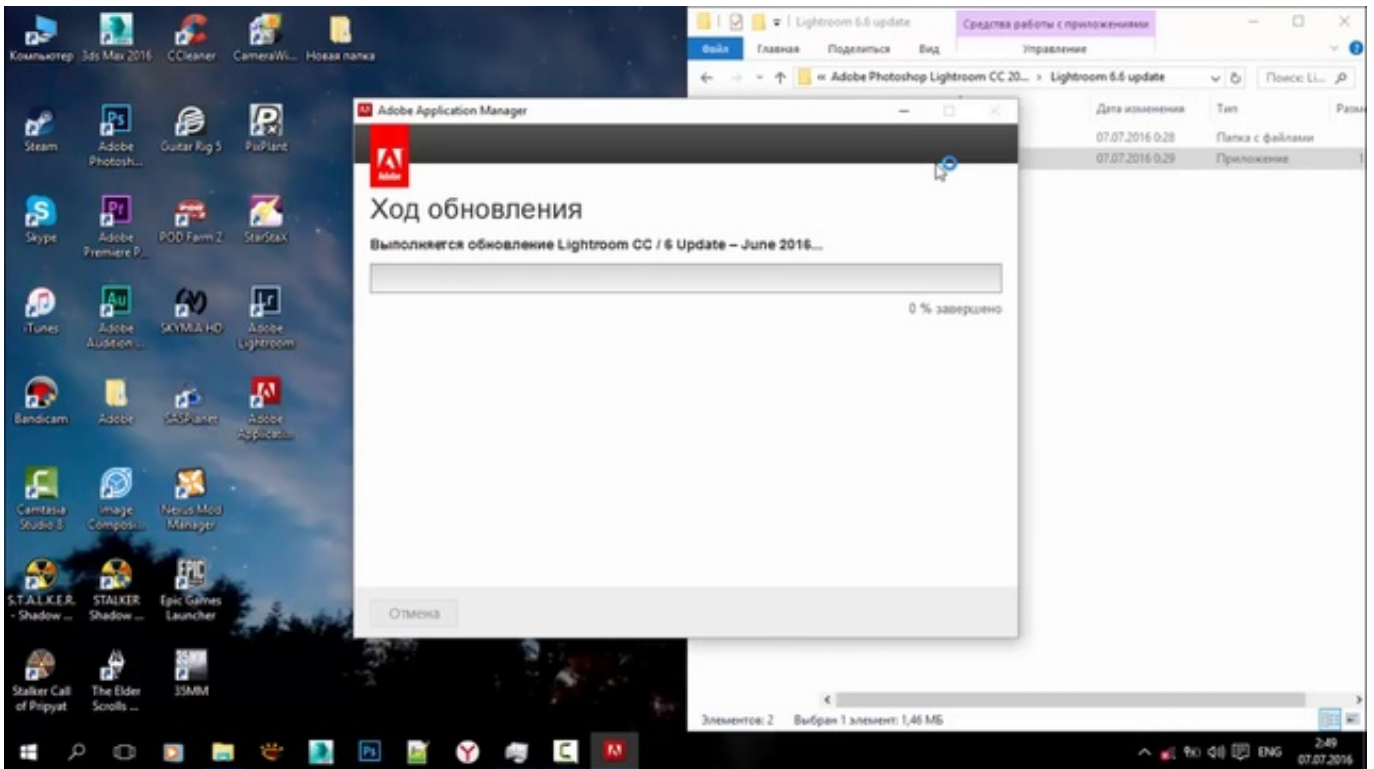 Компьютер
3ds Max 2016
CCleaner
CameraWi...
Новая папка
Steam
Adobe
Photosh...
Guitar Rig 5
PixPlant
Skype
Adobe
Premiere P...
POD Farm 2
StarStaX
iTunes
Adobe
Audition ...
SKYMIA HD
Adobe
Lightroom
Bandicam
Adobe
SASPlanet
Adobe
Applicati...
Camtasia
Studio 8
Image
Composi...
Nexus Mod
Manager
S.T.A.L.K.E.R.
- Shadow ...
STALKER
Shadow ...
Epic Games
Launcher
Stalker Call
of Pripyat
The Elder
Scrolls ...
35MM
Lightroom 6.6 update
Средства работы с приложениями
Файл
Главная
Поделиться
Вид
Управление
« Adobe Photoshop Lightroom CC 20... › Lightroom 6.6 update
Поиск: Li...
Дата изменения
Тип
07.07.2016 0:28
Папка с файлами
07.07.2016 0:29
Приложение
Adobe Application Manager
Adobe
Ход обновления
Выполняется обновление Lightroom CC / 6 Update – June 2016...
0 % завершено
Отмена
Элементов: 2
Выбран 1 элемент: 1,46 МБ
ENG
2:49
07.07.2016